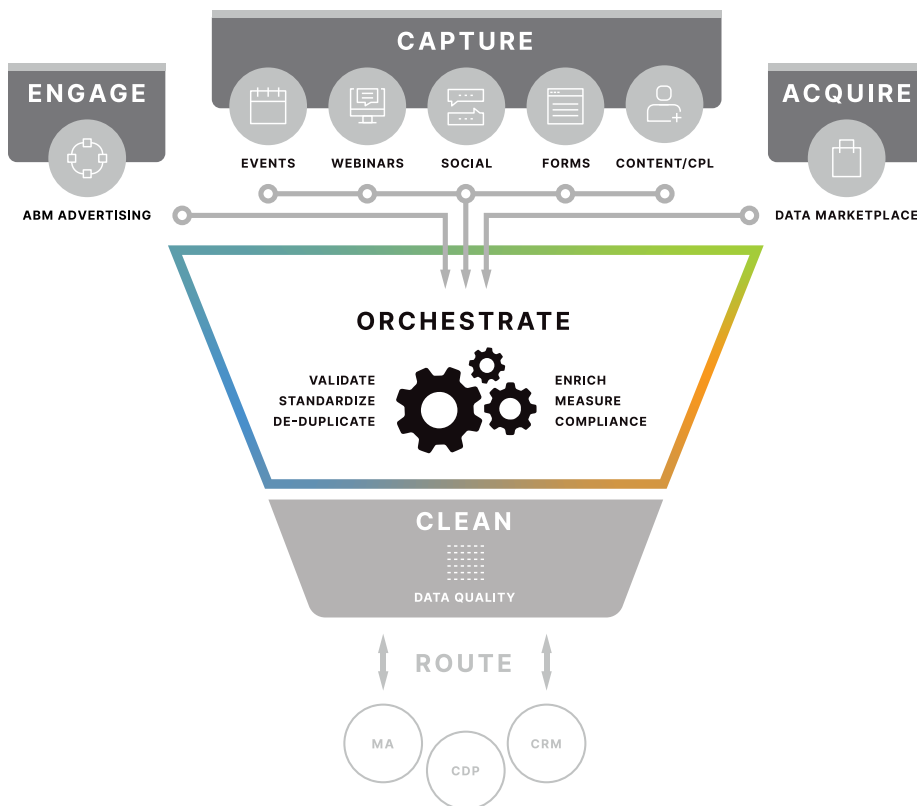 CAPTURE
ENGAGE
ACQUIRE
EVENTS
WEBINARS
SOCIAL
FORMS
CONTENT/CPL
ABM ADVERTISING
DATA MARKETPLACE
ORCHESTRATE
VALIDATE
STANDARDIZE
DE-DUPLICATE
ENRICH
MEASURE
COMPLIANCE
CLEAN
DATA QUALITY
ROUTE
MA
CDP
CRM